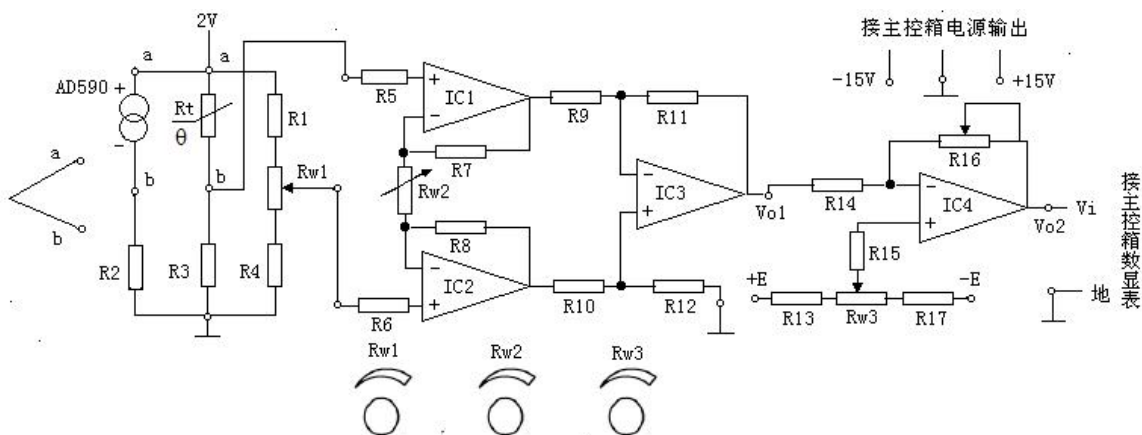 接主控箱电源输出
2V
-15V
+15V
a
a
AD590 +
-
Rt
θ
R1
R5
+
-
IC1
R9
R11
R7
R16
a
b
b
b
Rw1
Rw2
-
+
IC3
Vo1
R14
-
+
IC4
Vo2
Vi
接主控箱数显表
R2
R3
R4
R8
-
+
IC2
R15
+E
-E
R6
R10
R12
R13
Rw3
R17
地
Rw1
Rw2
Rw3